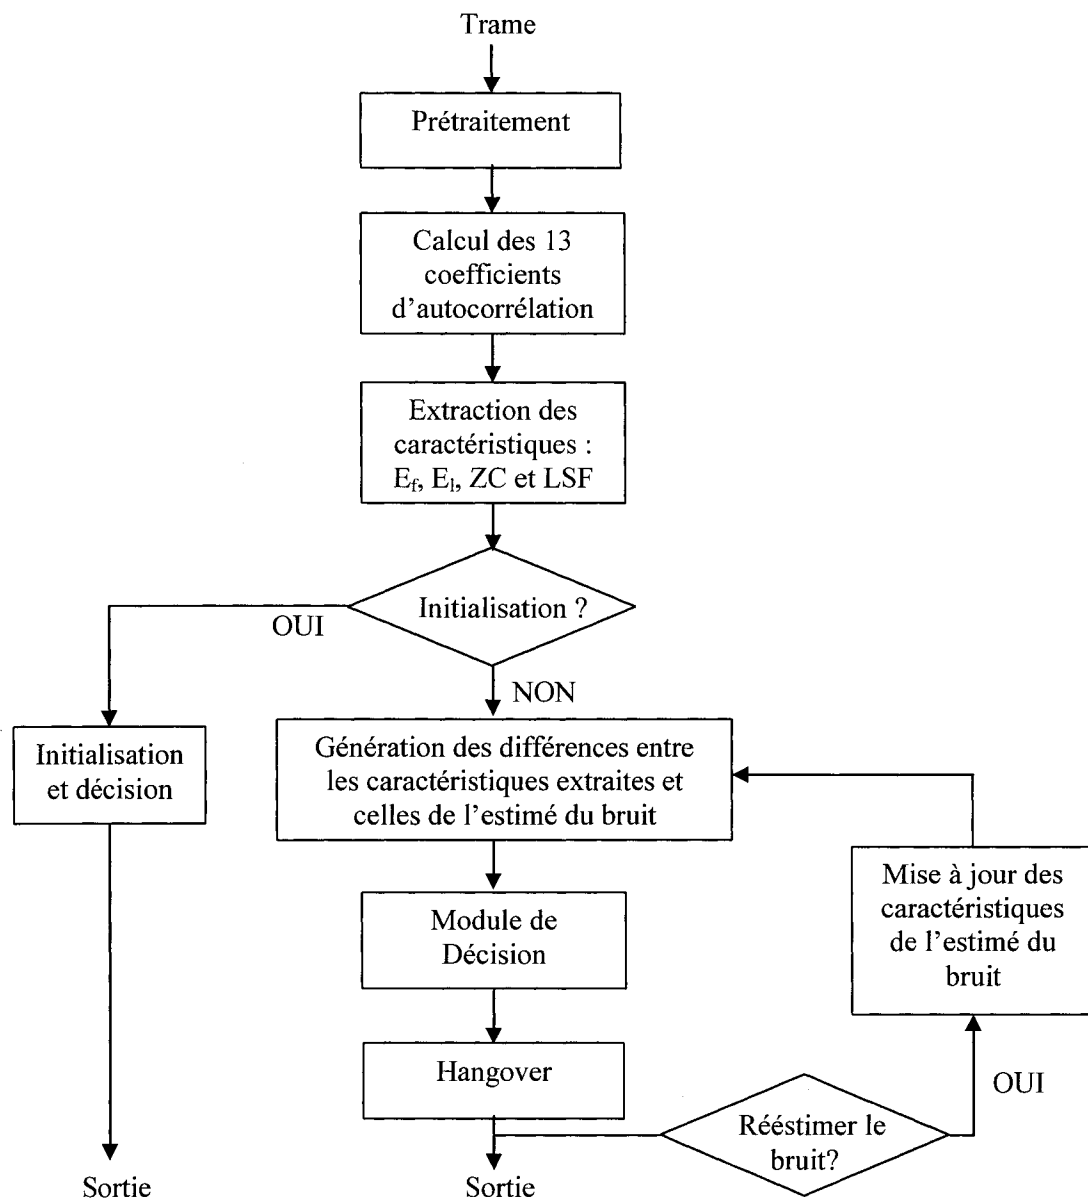 Trame
Prétraitement
Calcul des 13
coefficients
d'autocorrélation
Extraction des
caractéristiques :
Ef, El, ZC et LSF
Initialisation ?
OUI
NON
Initialisation
et décision
Génération des différences entre
les caractéristiques extraites et
celles de l'estimé du bruit
Mise à jour des
caractéristiques
de l'estimé du
bruit
Module de
Décision
Hangover
OUI
Rééstimer le
bruit?
Sortie
Sortie